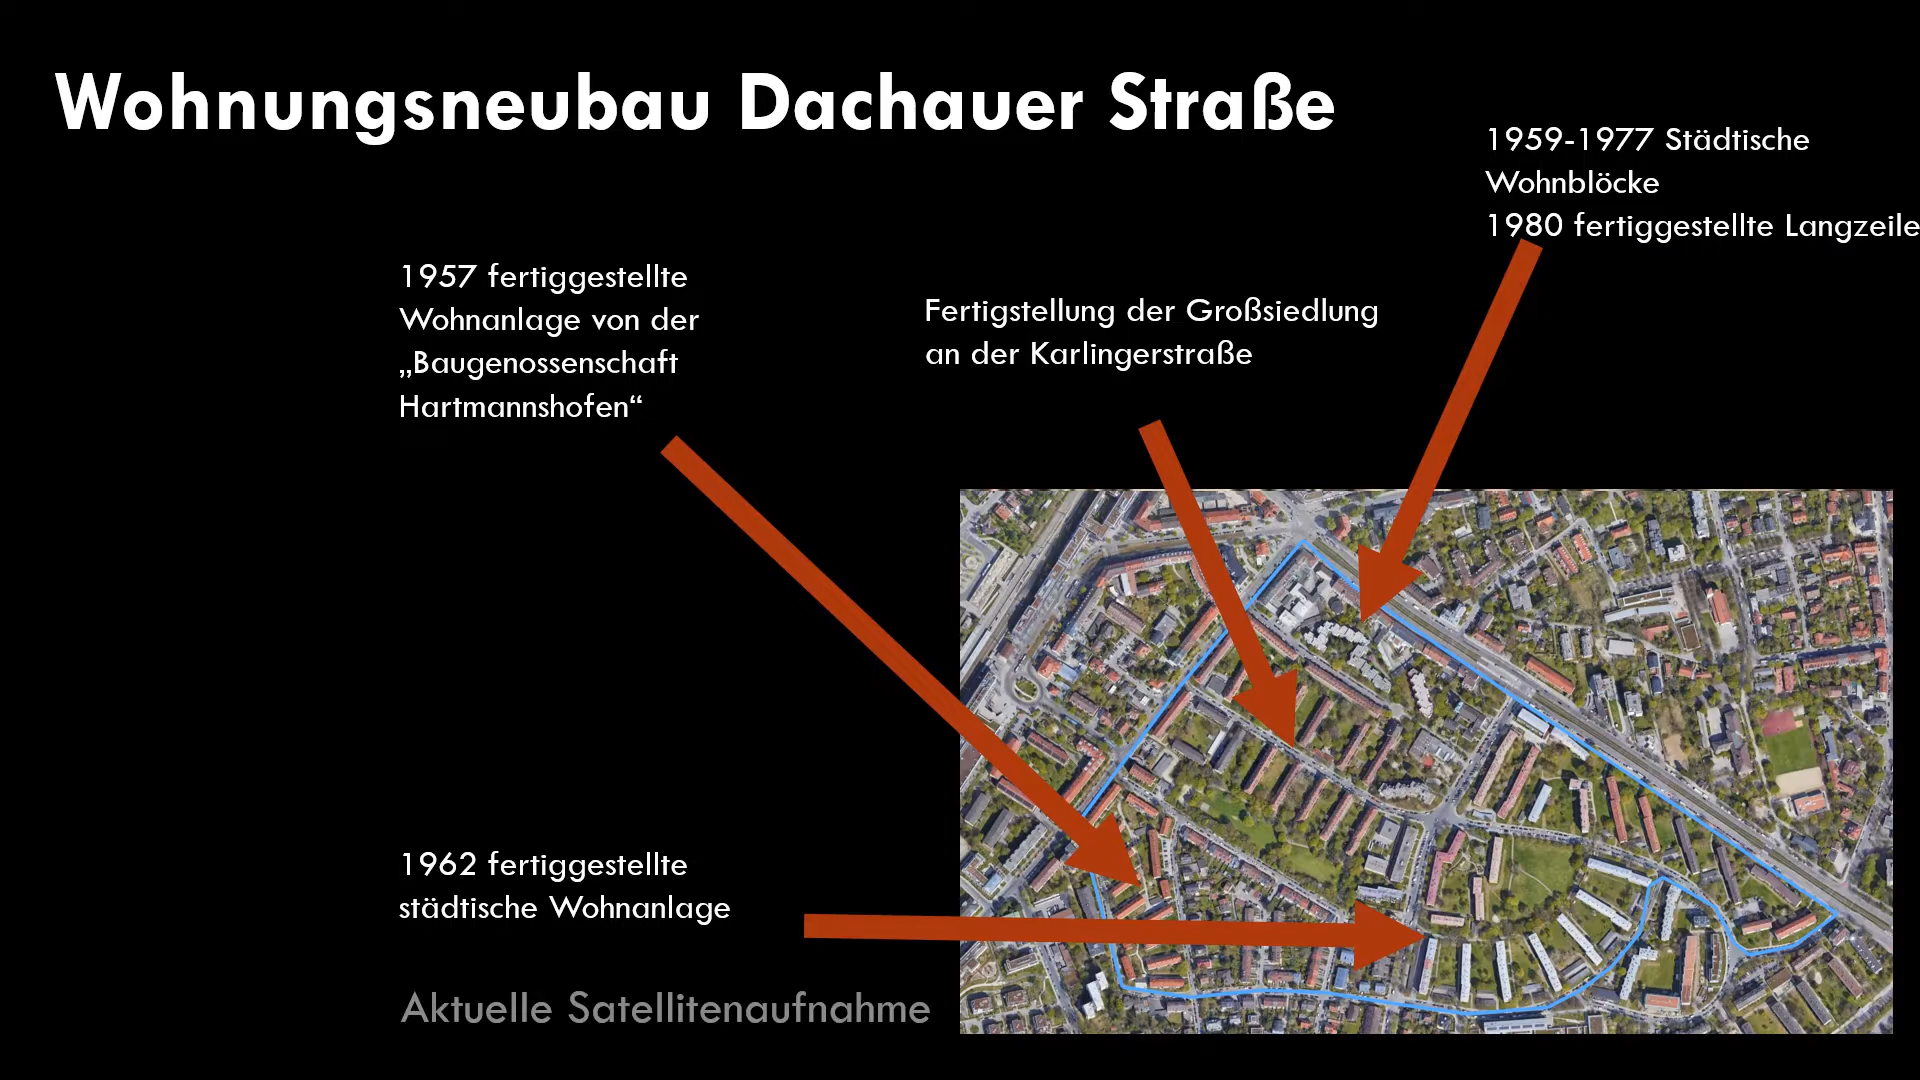 Wohnungsneubau Dachauer Straße
1959-1977 Städtische
Wohnblöcke
1980 fertiggestellte Langzeile
1957 fertiggestellte
Wohnanlage von der
„Baugenossenschaft
Hartmannshofen“
Fertigstellung der Großsiedlung
an der Karlingerstraße
1962 fertiggestellte
städtische Wohnanlage
Aktuelle Satellitenaufnahme